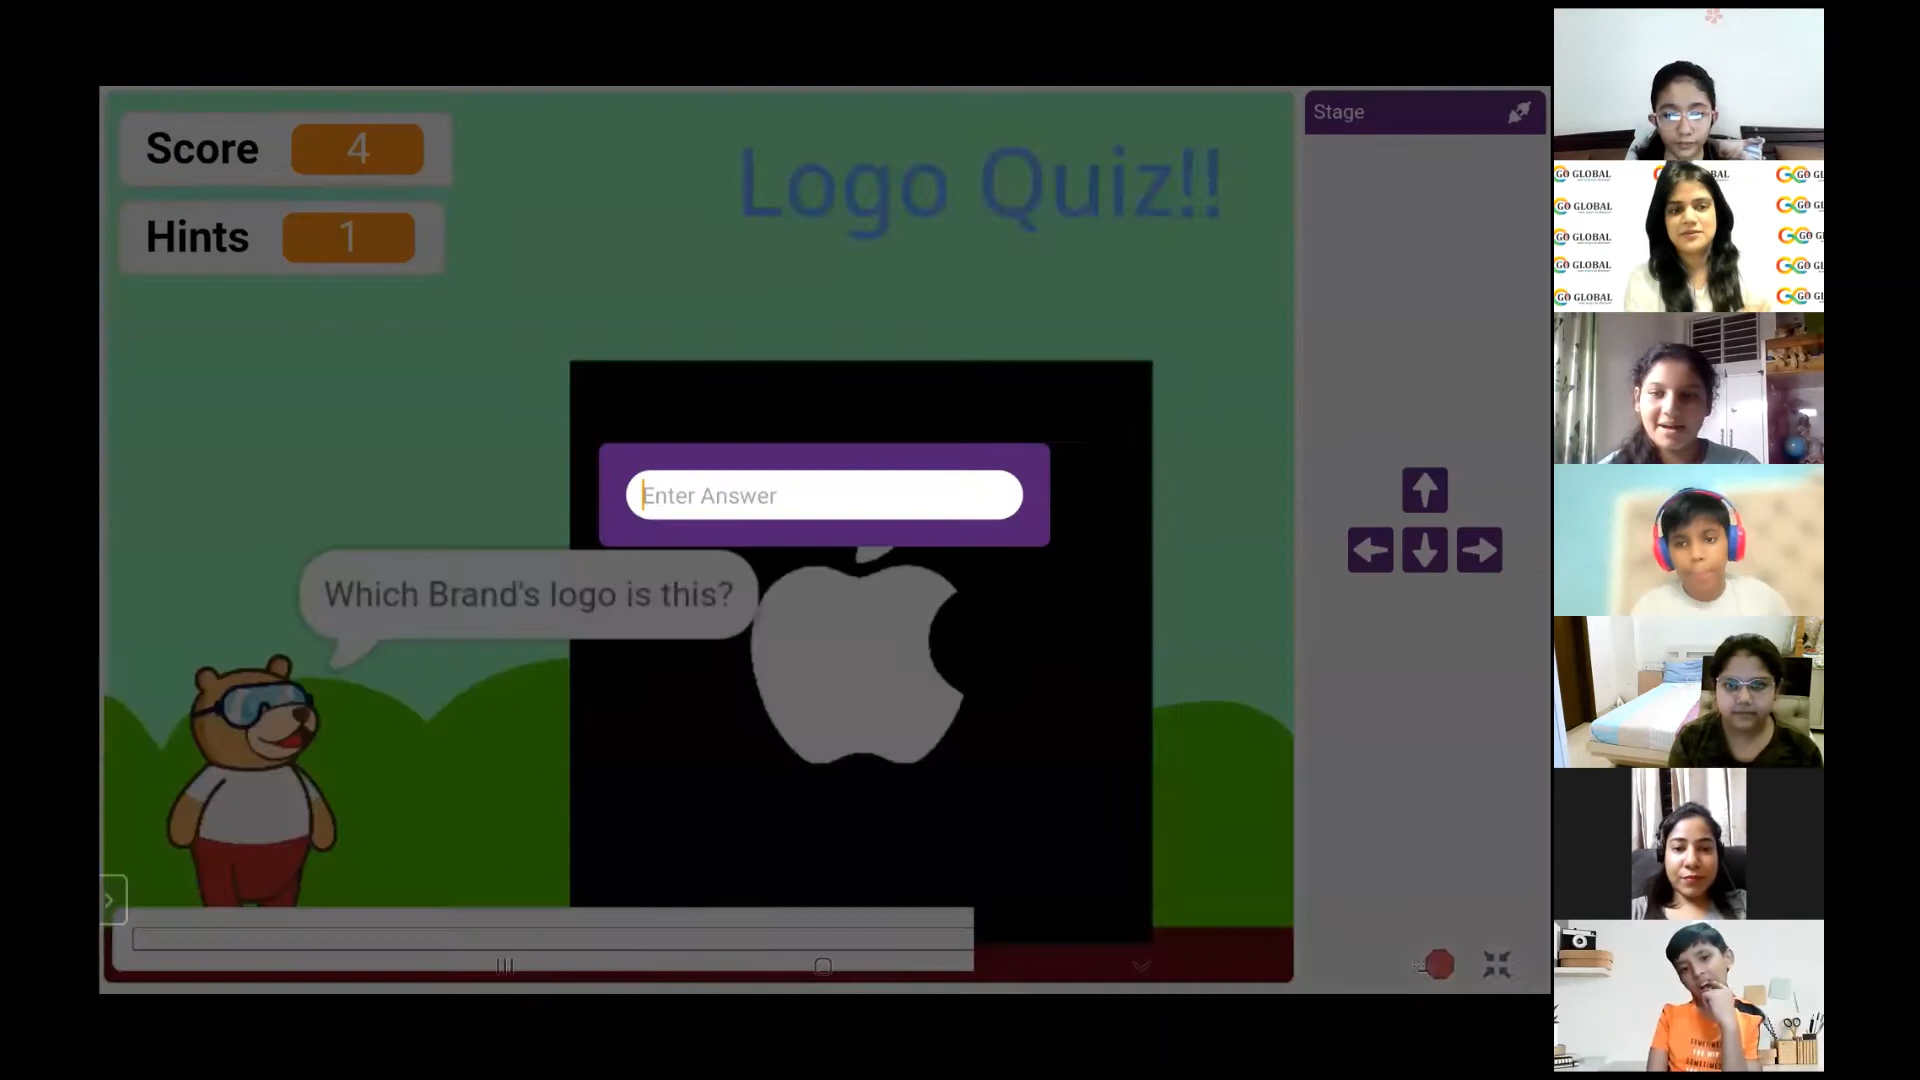 Score 4
Hints 1
Logo Quiz!!
Stage
Enter Answer
Which Brand's logo is this?
GO GLOBAL
GO GLOBAL
GO GLOBAL
GO GLOBAL
GO GLOBAL
SOMETIMES